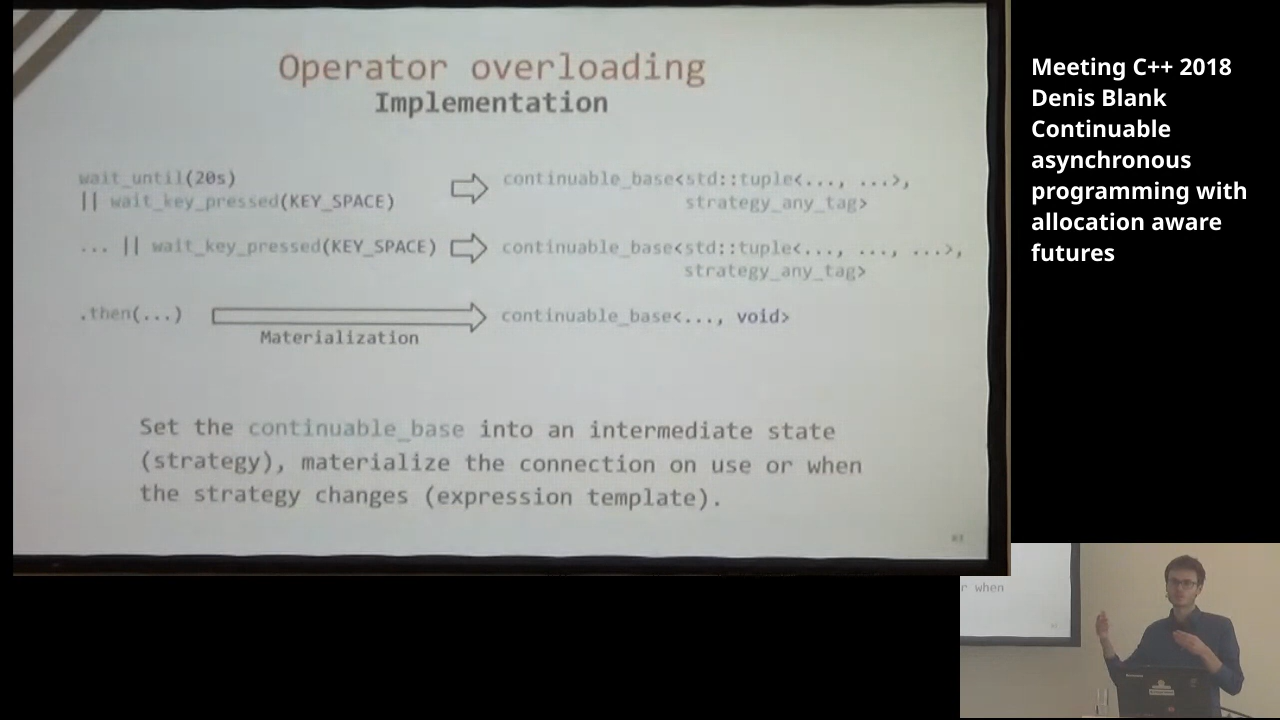 Operator overloading
Implementation
wait_until(20s)
|| wait_key_pressed(KEY_SPACE)
continuable_base<std::tuple<..., ...>,
strategy_any_tag>
... || wait_key_pressed(KEY_SPACE)
continuable_base<std::tuple<..., ..., ...>,
strategy_any_tag>
.then(...)
Materialization
continuable_base<..., void>
Set the continuable_base into an intermediate state
(strategy), materialize the connection on use or when
the strategy changes (expression template).
Meeting C++ 2018
Denis Blank
Continuable
asynchronous
programming with
allocation aware
futures
r when